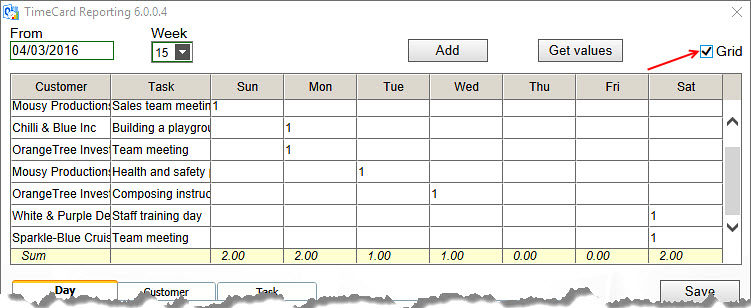 TimeCard Reporting 6.0.0.4
From Week
04/03/2016 15 Add Get values Grid
Customer Task Sun Mon Tue Wed Thu Fri Sat
Mousy Productions Sales team meetin 1
Chilli & Blue Inc Building a playgrou 1
OrangeTree Invest Team meeting 1
Mousy Productions Health and safety 1
OrangeTree Invest Composing instruc 1
White & Purple De Staff training day 1
Sparkle-Blue Cruis Team meeting 1
Sum 2.00 2.00 1.00 1.00 0.00 0.00 2.00
Day Customer Task Save